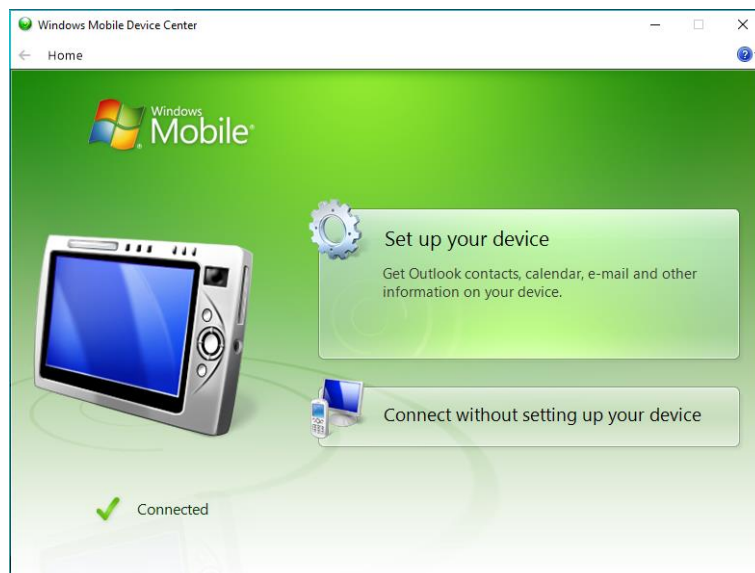 Windows Mobile Device Center
Home
Windows
Mobile®
Set up your device
Get Outlook contacts, calendar, e-mail and other
information on your device.
Connect without setting up your device
Connected